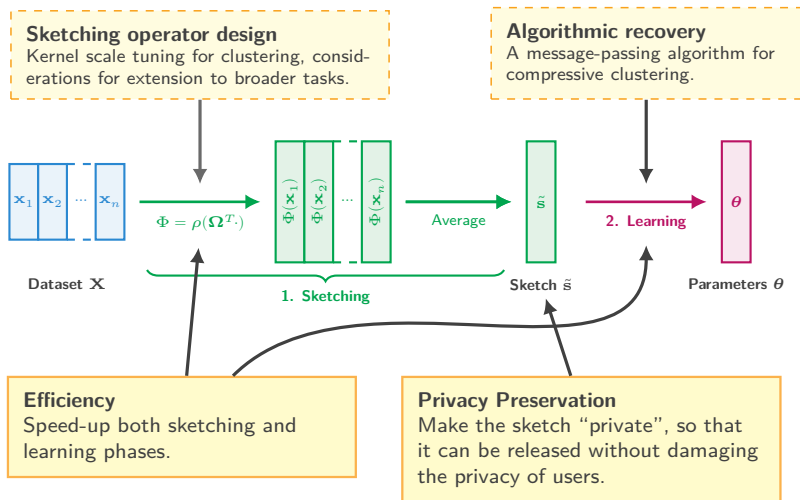 Sketching operator design
Kernel scale tuning for clustering, consid-
erations for extension to broader tasks.
Algorithmic recovery
A message-passing algorithm for
compressive clustering.
x₁ x₂ ... xₙ
Φ = ρ(Ωᵀ·)
Φ(x₁) Φ(x₂) ... Φ(xₙ)
Average
s̃
2. Learning
θ
Dataset X
1. Sketching
Sketch s̃
Parameters θ
Efficiency
Speed-up both sketching and
learning phases.
Privacy Preservation
Make the sketch “private”, so that
it can be released without damaging
the privacy of users.